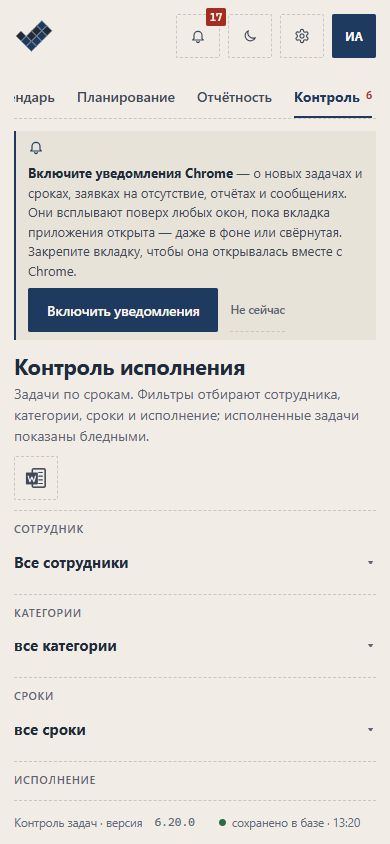 17
ИА
ендарь Планирование Отчётность Контроль 6
Включите уведомления Chrome — о новых задачах и
сроках, заявках на отсутствие, отчётах и сообщениях.
Они всплывают поверх любых окон, пока вкладка
приложения открыта — даже в фоне или свёрнутая.
Закрепите вкладку, чтобы она открывалась вместе с
Chrome.
Включить уведомления Не сейчас
Контроль исполнения
Задачи по срокам. Фильтры отбирают сотрудника,
категории, сроки и исполнение; исполненные задачи
показаны бледными.
W
СОТРУДНИК
Все сотрудники
КАТЕГОРИИ
все категории
СРОКИ
все сроки
ИСПОЛНЕНИЕ
Контроль задач · версия 6.20.0 сохранено в базе · 13:20